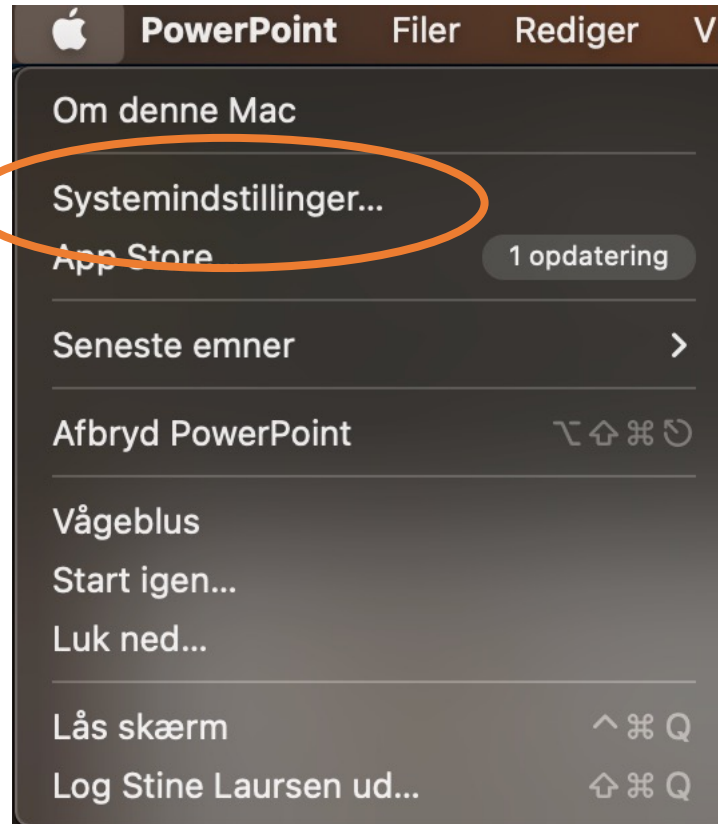 PowerPoint Filer Rediger V
Om denne Mac
Systemindstillinger...
App Store... 1 opdatering
Seneste emner
Afbryd PowerPoint ⌥⇧⌘⎋
Vågeblus
Start igen...
Luk ned...
Lås skærm ^⌘Q
Log Stine Laursen ud... ⇧⌘Q